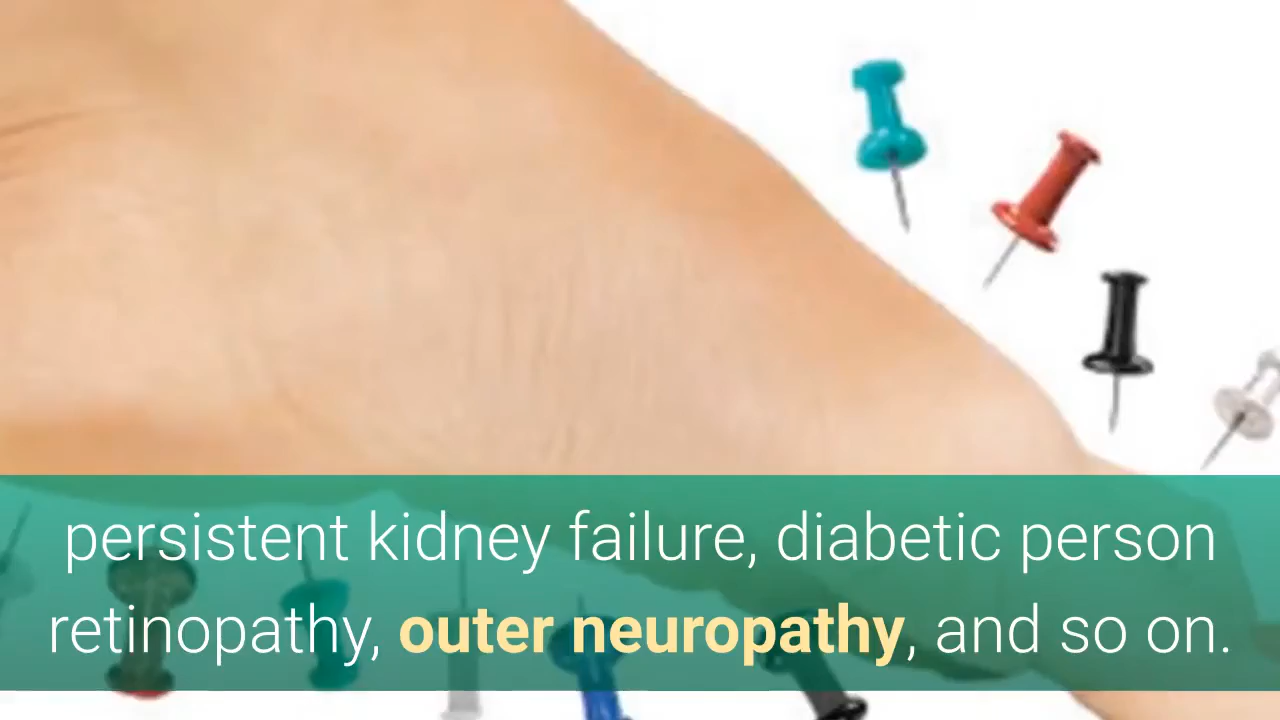 persistent kidney failure, diabetic person
retinopathy, outer neuropathy, and so on.